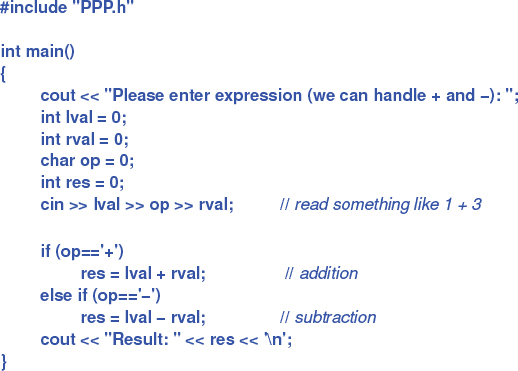 #include "PPP.h"
int main()
{
cout << "Please enter expression (we can handle + and –): ";
int lval = 0;
int rval = 0;
char op = 0;
int res = 0;
cin >> lval >> op >> rval; // read something like 1 + 3
if (op=='+')
res = lval + rval; // addition
else if (op=='–')
res = lval – rval; // subtraction
cout << "Result: " << res << '\n';
}